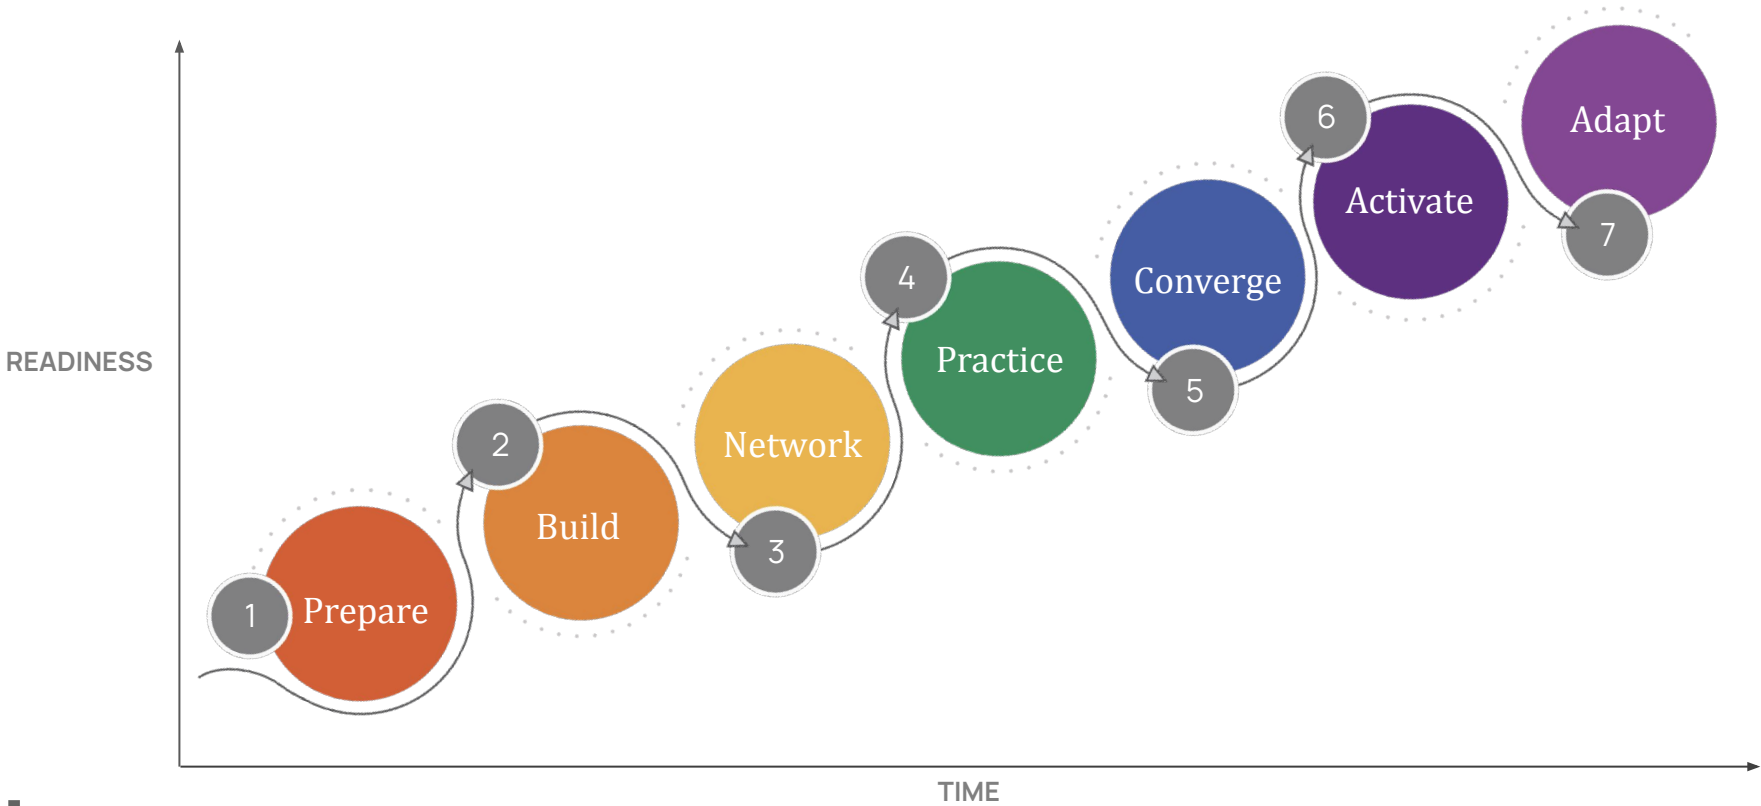 READINESS
1
Prepare
2
Build
3
Network
4
Practice
5
Converge
6
Activate
7
Adapt
TIME